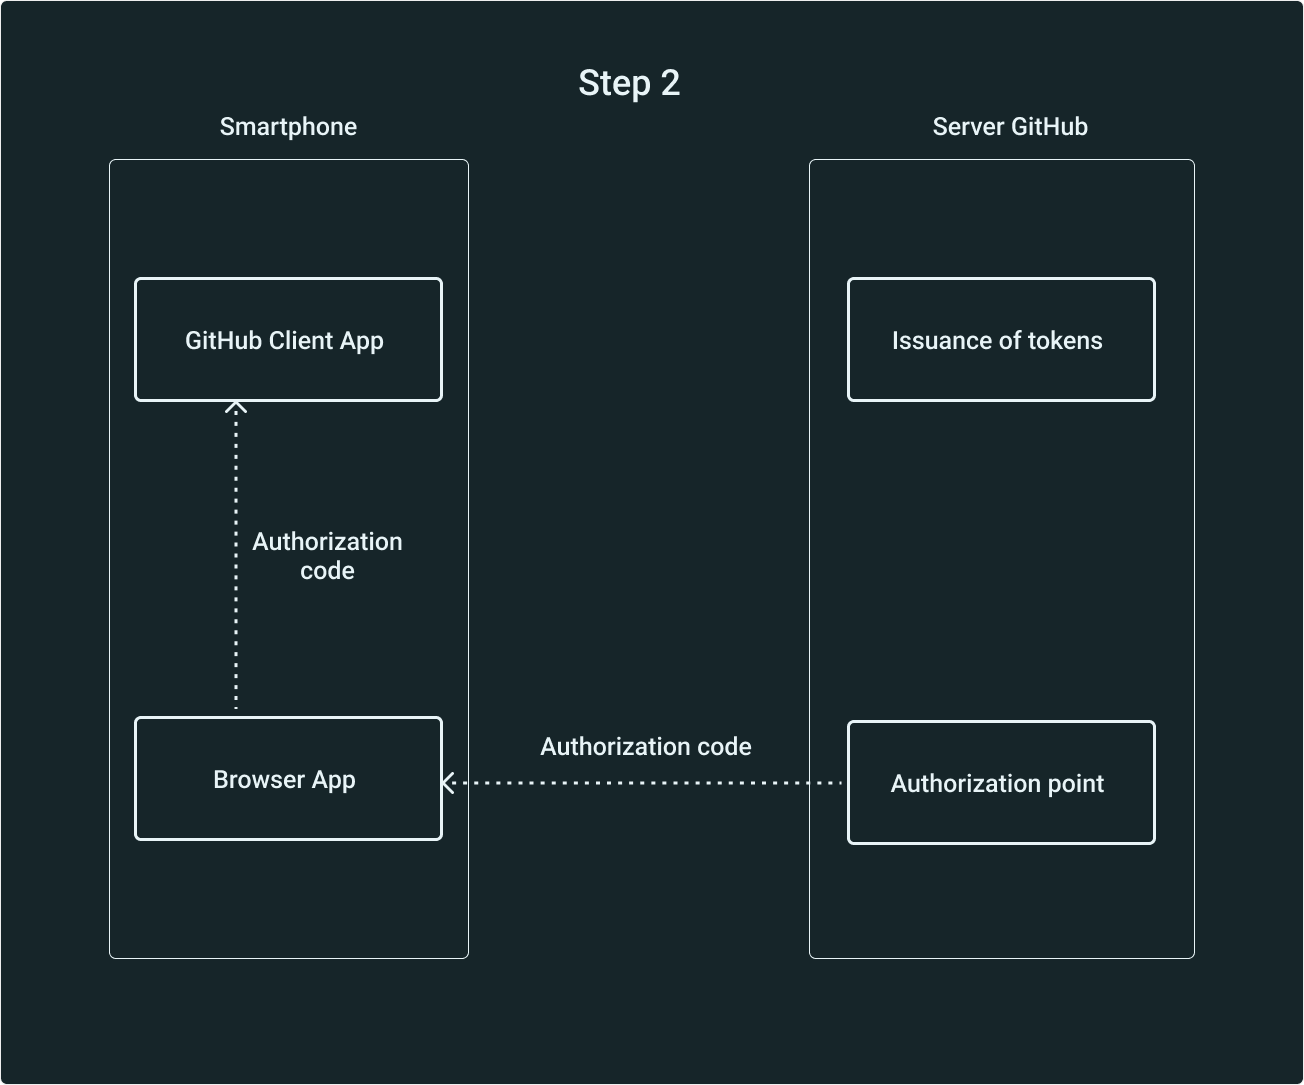 Step 2
Smartphone
Server GitHub
GitHub Client App
Issuance of tokens
Authorization
code
Authorization code
Browser App
Authorization point